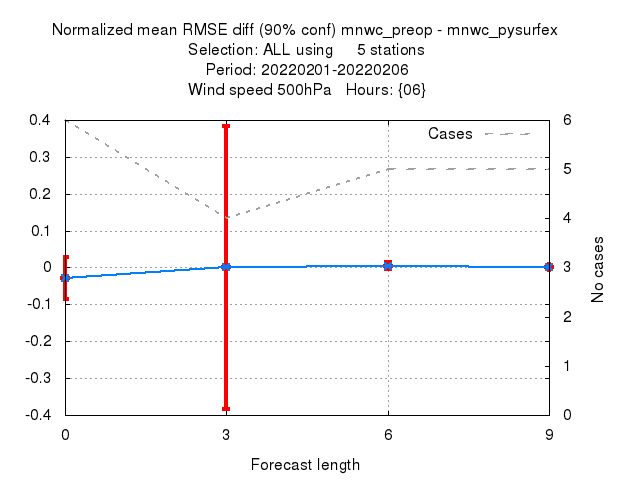 Normalized mean RMSE diff (90% conf) mnwc_preop - mnwc_pysurfex
Selection: ALL using 5 stations
Period: 20220201-20220206
Wind speed 500hPa Hours: {06}
Cases
0.4
0.3
0.2
0.1
0
-0.1
-0.2
-0.3
-0.4
6
5
4
3
2
1
0
No cases
0 3 6 9
Forecast length